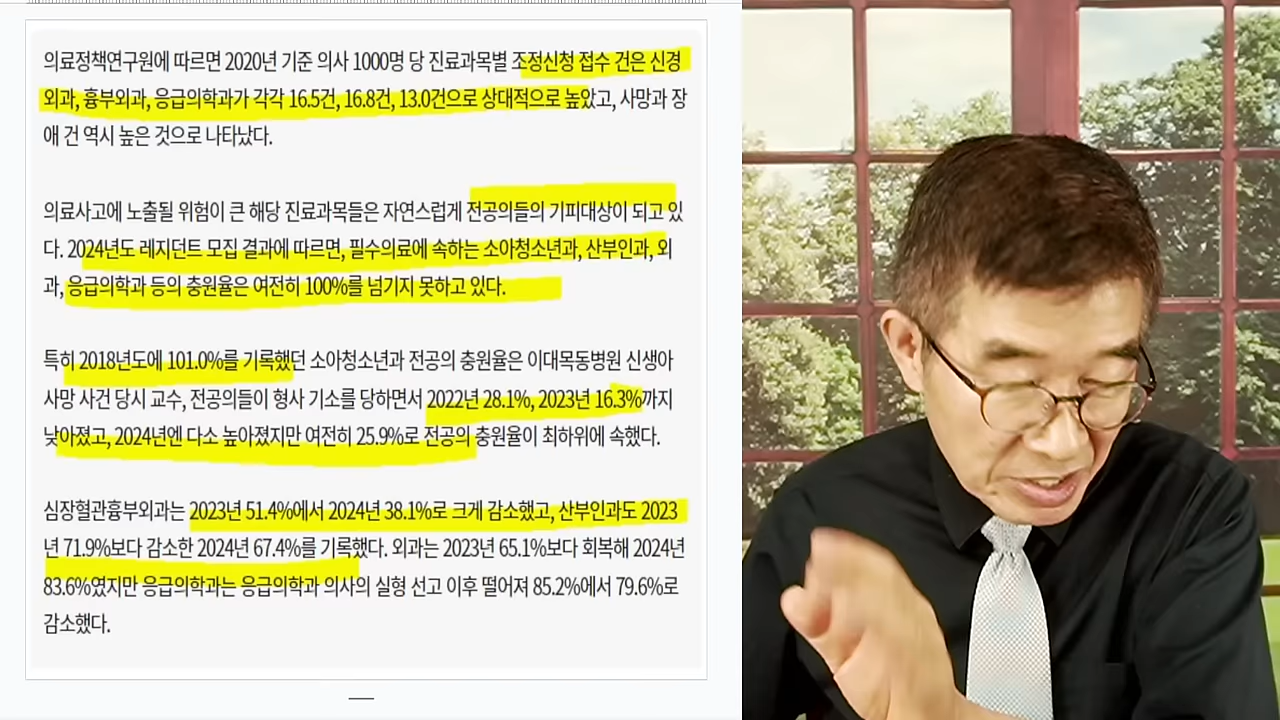 의료정책연구원에 따르면 2020년 기준 의사 1000명 당 진료과목별 조정신청 접수 건은 신경
외과, 흉부외과, 응급의학과가 각각 16.5건, 16.8건, 13.0건으로 상대적으로 높았고, 사망과 장
애 건 역시 높은 것으로 나타났다.
의료사고에 노출될 위험이 큰 해당 진료과목들은 자연스럽게 전공의들의 기피대상이 되고 있
다. 2024년도 레지던트 모집 결과에 따르면, 필수의료에 속하는 소아청소년과, 산부인과, 외
과, 응급의학과 등의 충원율은 여전히 100%를 넘기지 못하고 있다.
특히 2018년도에 101.0%를 기록했던 소아청소년과 전공의 충원율은 이대목동병원 신생아
사망 사건 당시 교수, 전공의들이 형사 기소를 당하면서 2022년 28.1%, 2023년 16.3%까지
낮아졌고, 2024년엔 다소 높아졌지만 여전히 25.9%로 전공의 충원율이 최하위에 속했다.
심장혈관흉부외과는 2023년 51.4%에서 2024년 38.1%로 크게 감소했고, 산부인과도 2023
년 71.9%보다 감소한 2024년 67.4%를 기록했다. 외과는 2023년 65.1%보다 회복해 2024년
83.6%였지만 응급의학과는 응급의학과 의사의 실형 선고 이후 떨어져 85.2%에서 79.6%로
감소했다.